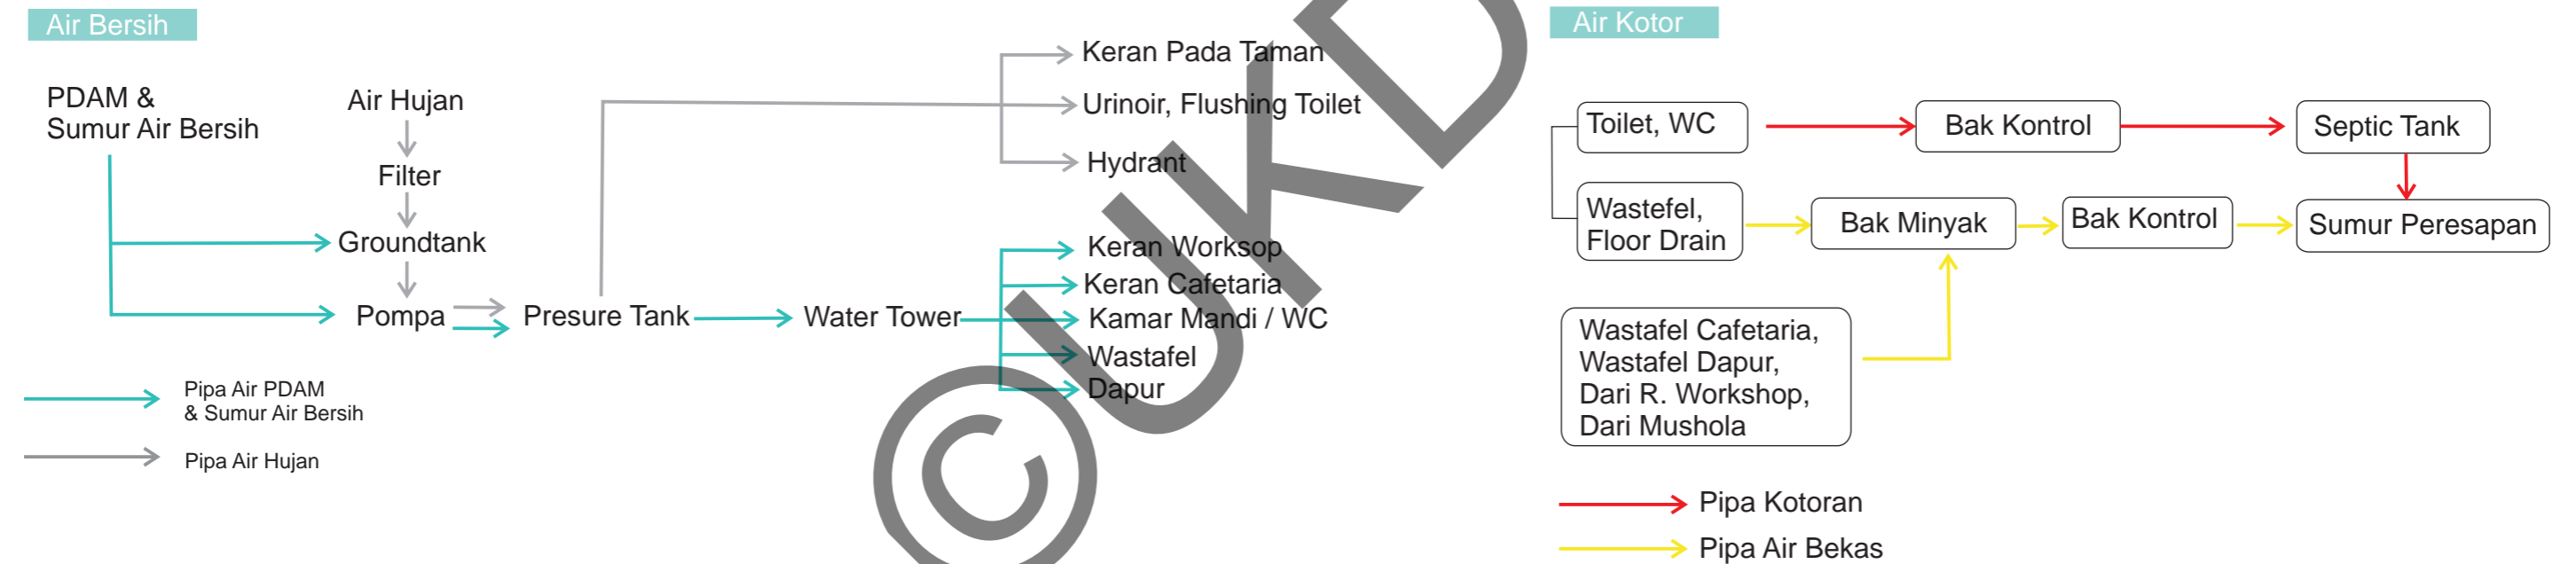 Air Bersih
PDAM &
Sumur Air Bersih
Air Hujan
Filter
Groundtank
Pompa
Presure Tank
Water Tower
Keran Pada Taman
Urinoir, Flushing Toilet
Hydrant
Keran Worksop
Keran Cafetaria
Kamar Mandi / WC
Wastafel
Dapur
Pipa Air PDAM
& Sumur Air Bersih
Pipa Air Hujan
© UKD
Air Kotor
Toilet, WC
Bak Kontrol
Septic Tank
Wastefel,
Floor Drain
Bak Minyak
Bak Kontrol
Sumur Peresapan
Wastafel Cafetaria,
Wastafel Dapur,
Dari R. Workshop,
Dari Mushola
Pipa Kotoran
Pipa Air Bekas